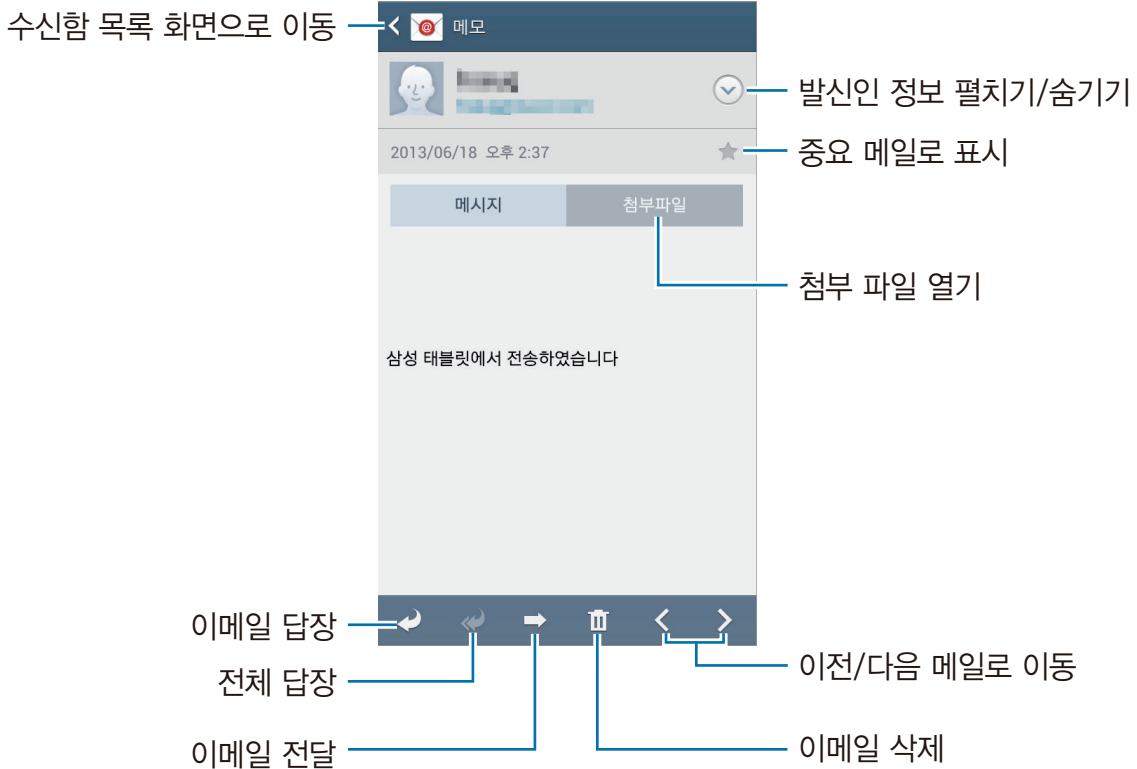 수신함 목록 화면으로 이동
메모
발신인 정보 펼치기/숨기기
2013/06/18 오후 2:37
중요 메일로 표시
메시지
첨부파일
첨부 파일 열기
삼성 태블릿에서 전송하였습니다
이메일 답장
전체 답장
이전/다음 메일로 이동
이메일 전달
이메일 삭제